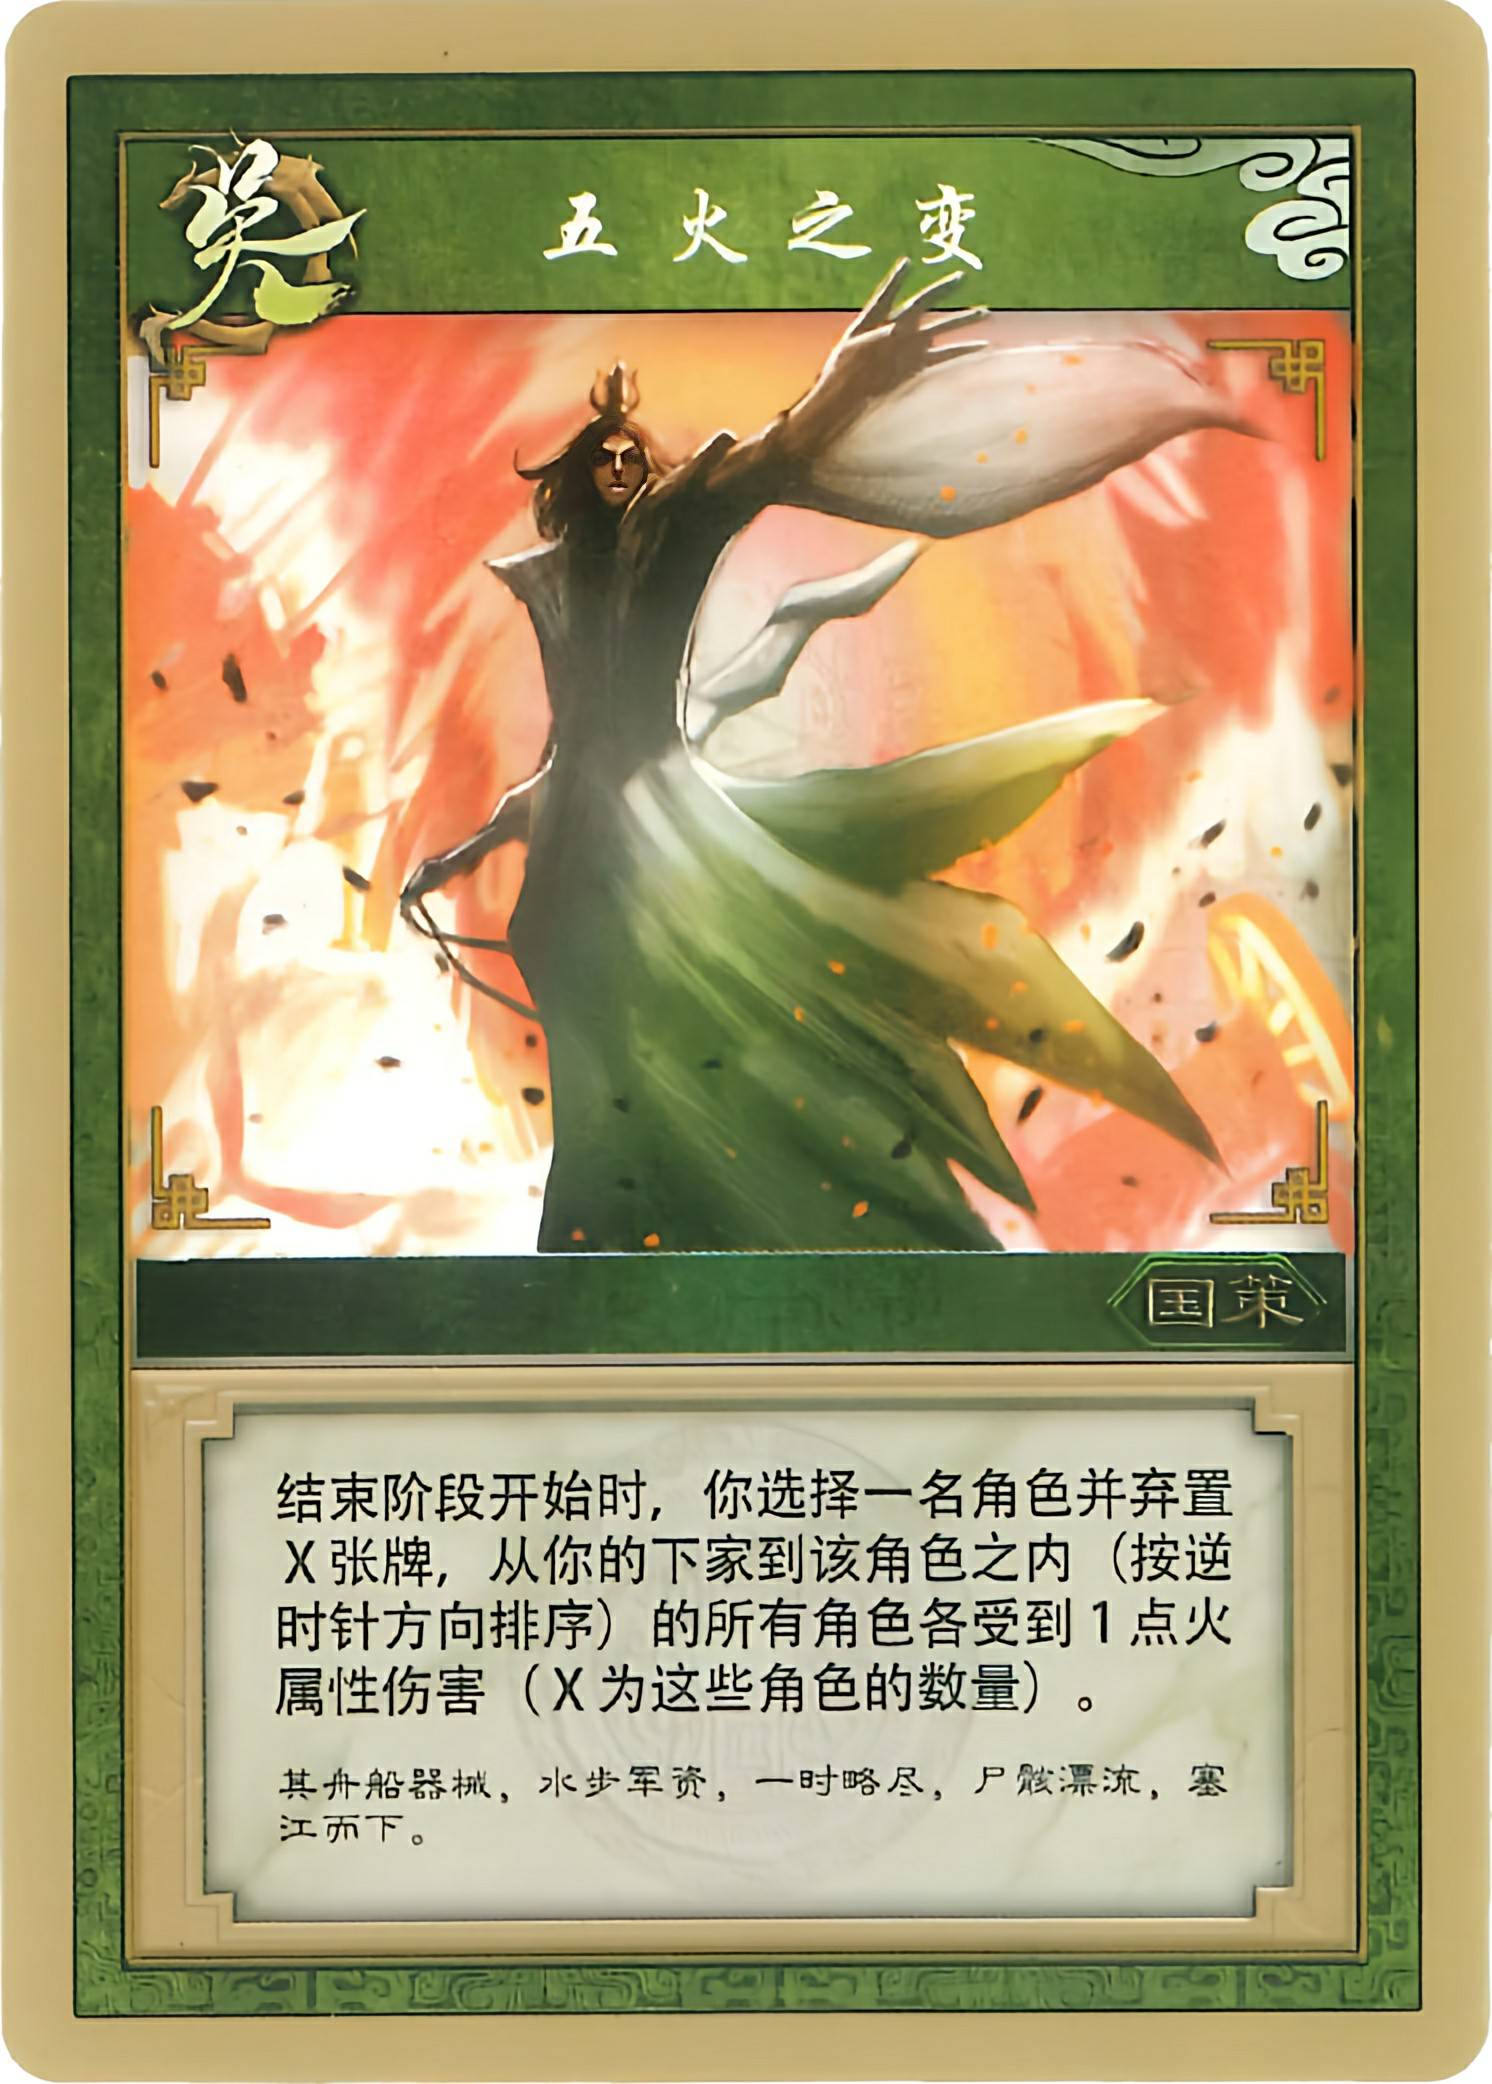 吴
五火之变
国策
结束阶段开始时，你选择一名角色并弃置
X张牌，从你的下家到该角色之内（按逆
时针方向排序）的所有角色各受到1点火
属性伤害（X为这些角色的数量）。
其舟船器械，水步军资，一时略尽，尸骸漂流，塞
江而下。